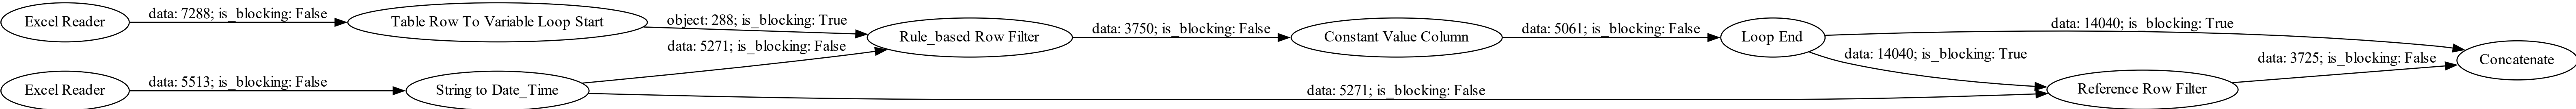 Excel Reader
data: 7288; is_blocking: False
Table Row To Variable Loop Start
object: 288; is_blocking: True
data: 5271; is_blocking: False
Rule_based Row Filter
data: 3750; is_blocking: False
Constant Value Column
data: 5061; is_blocking: False
Loop End
data: 14040; is_blocking: True
data: 14040; is_blocking: True
data: 3725; is_blocking: False
Concatenate
Excel Reader
data: 5513; is_blocking: False
String to Date_Time
data: 5271; is_blocking: False
Reference Row Filter